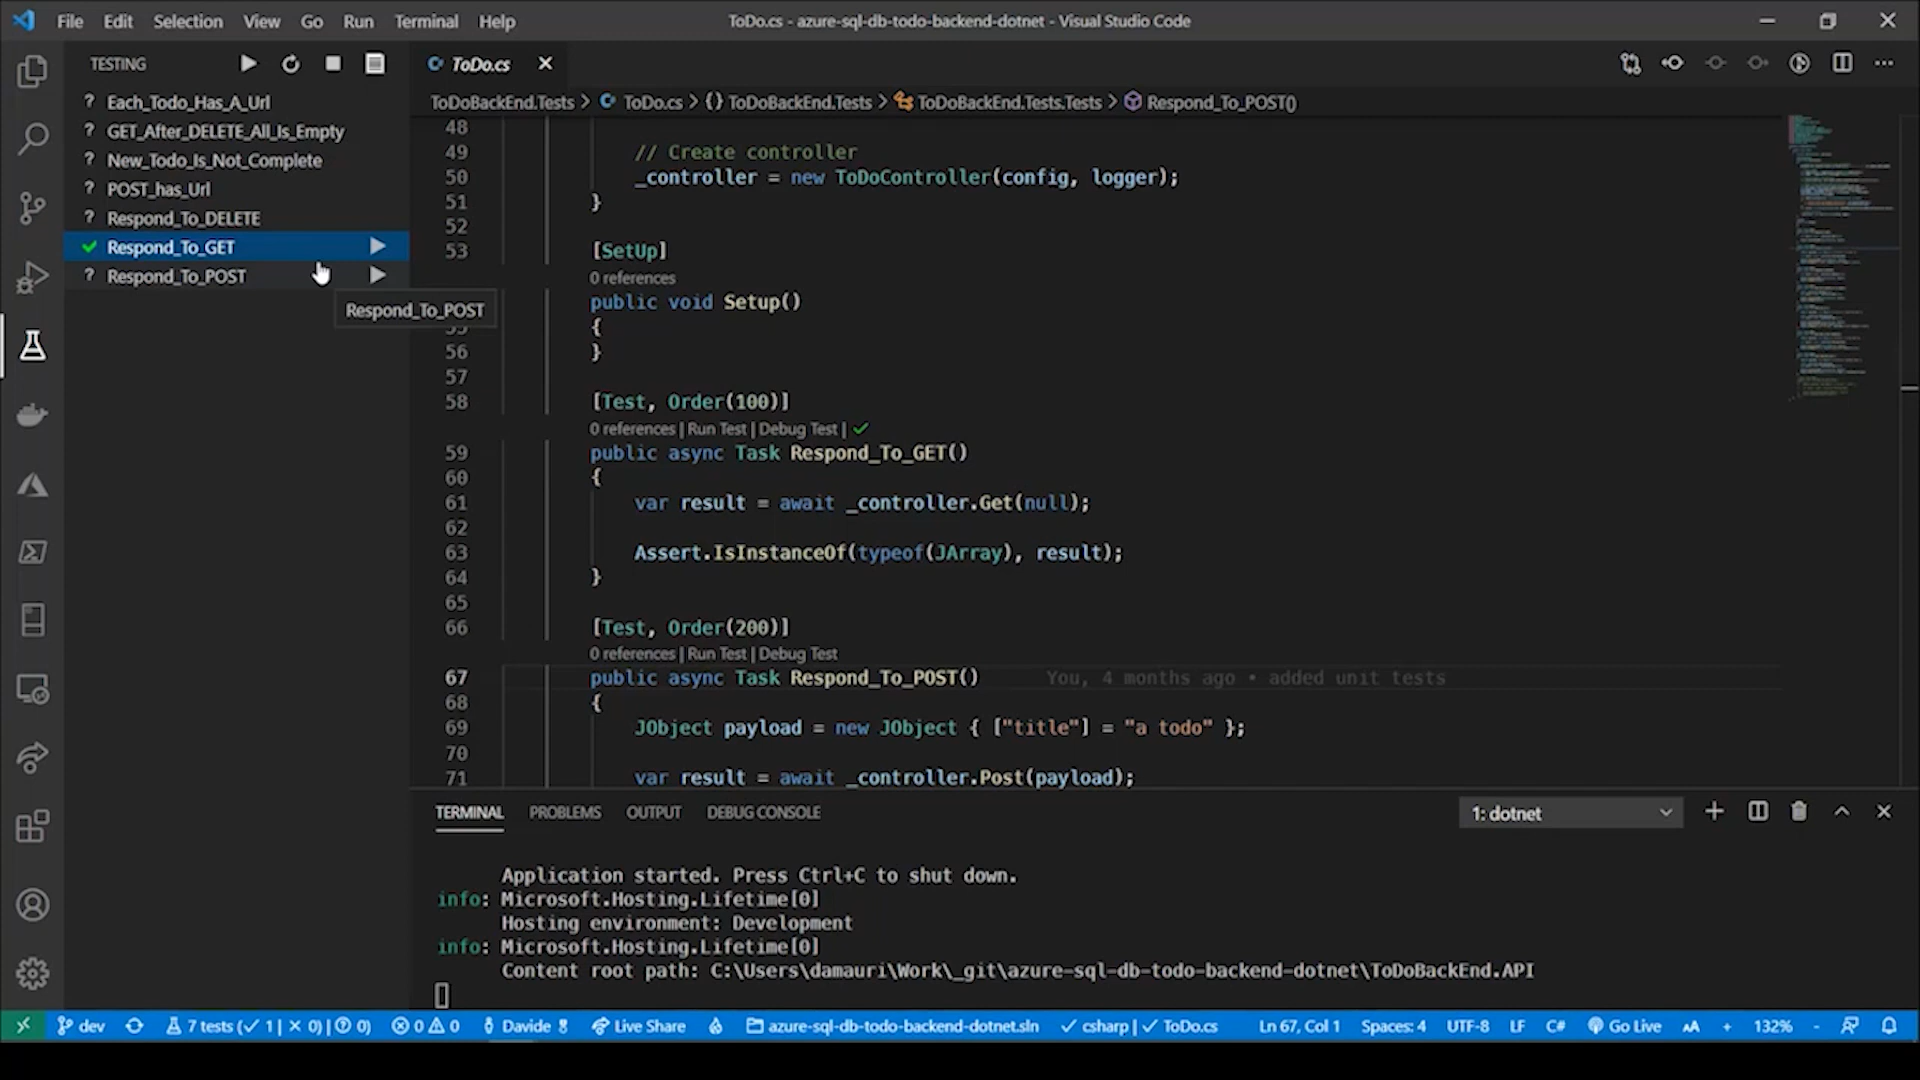 File Edit Selection View Go Run Terminal Help
ToDo.cs - azure-sql-db-todo-backend-dotnet - Visual Studio Code
TESTING
? Each_Todo_Has_A_Url
? GET_After_DELETE_All_Is_Empty
? New_Todo_Is_Not_Complete
? POST_has_Url
? Respond_To_DELETE
Respond_To_GET
? Respond_To_POST
Respond_To_POST
ToDo.cs
ToDoBackEnd.Tests > ToDo.cs > {} ToDoBackEnd.Tests > ToDoBackEnd.Tests.Tests > Respond_To_POST()
48
49 // Create controller
50 _controller = new ToDoController(config, logger);
51 }
52
53 [SetUp]
0 references
public void Setup()
{
56 }
57
58 [Test, Order(100)]
0 references | Run Test | Debug Test | ✓
59 public async Task Respond_To_GET()
60 {
61 var result = await _controller.Get(null);
62
63 Assert.IsInstanceOf(typeof(JArray), result);
64 }
65
66 [Test, Order(200)]
0 references | Run Test | Debug Test
67 public async Task Respond_To_POST() You, 4 months ago • added unit tests
68 {
69 JObject payload = new JObject { ["title"] = "a todo" };
70
71 var result = await _controller.Post(payload);
TERMINAL PROBLEMS OUTPUT DEBUG CONSOLE
1: dotnet
Application started. Press Ctrl+C to shut down.
info: Microsoft.Hosting.Lifetime[0]
Hosting environment: Development
info: Microsoft.Hosting.Lifetime[0]
Content root path: C:\Users\damauri\Work\_git\azure-sql-db-todo-backend-dotnet\ToDoBackEnd.API
dev 7 tests (✓ 1 | ✕ 0) | (? 0) 0 0 Davide Live Share azure-sql-db-todo-backend-dotnet.sln ✓ csharp | ✓ ToDo.cs Ln 67, Col 1 Spaces: 4 UTF-8 LF C# Go Live AA + 132% -